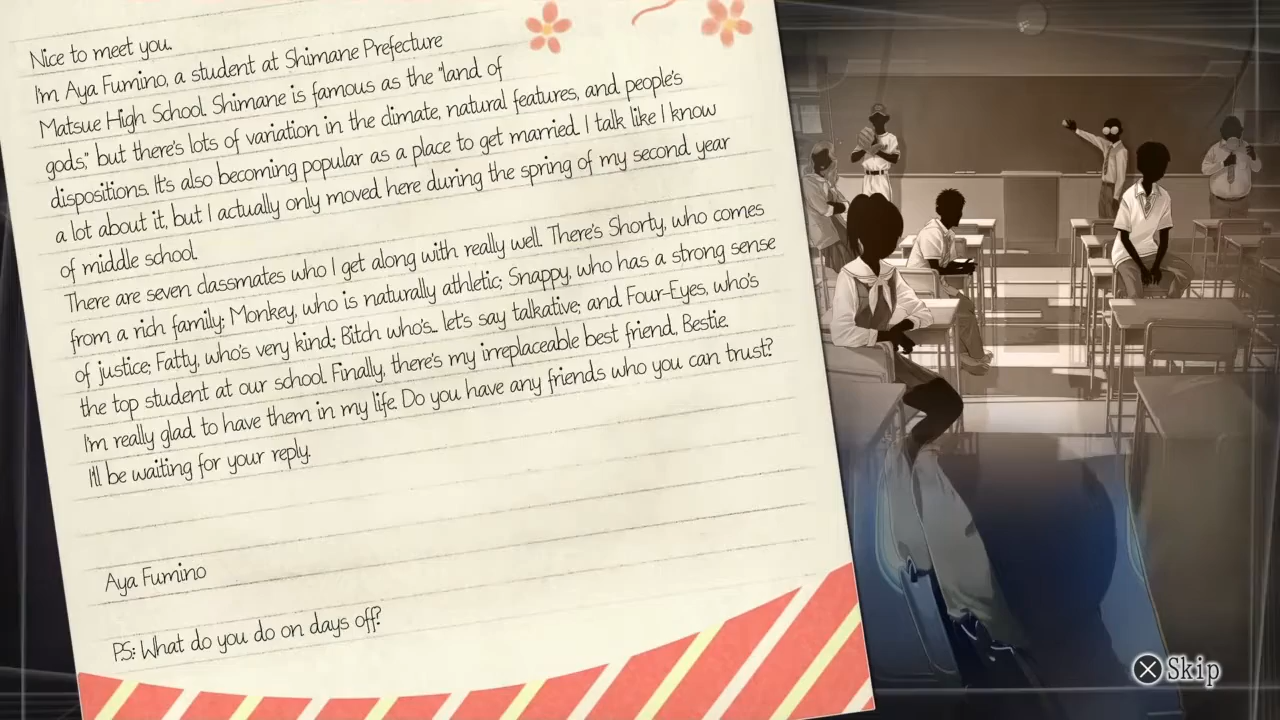 Nice to meet you.
I'm Aya Fumino, a student at Shimane Prefecture
Matsue High School. Shimane is famous as the "land of
gods," but there's lots of variation in the climate, natural features, and people's
dispositions. It's also becoming popular as a place to get married. I talk like I know
a lot about it, but I actually only moved here during the spring of my second year
of middle school.
There are seven classmates who I get along with really well. There's Shorty, who comes
from a rich family; Monkey, who is naturally athletic; Snappy, who has a strong sense
of justice; Fatty, who's very kind; Bitch who's... let's say talkative; and Four-Eyes, who's
the top student at our school. Finally, there's my irreplaceable best friend, Bestie.
I'm really glad to have them in my life. Do you have any friends who you can trust?
I'll be waiting for your reply.
Aya Fumino
PS: What do you do on days off?
Skip